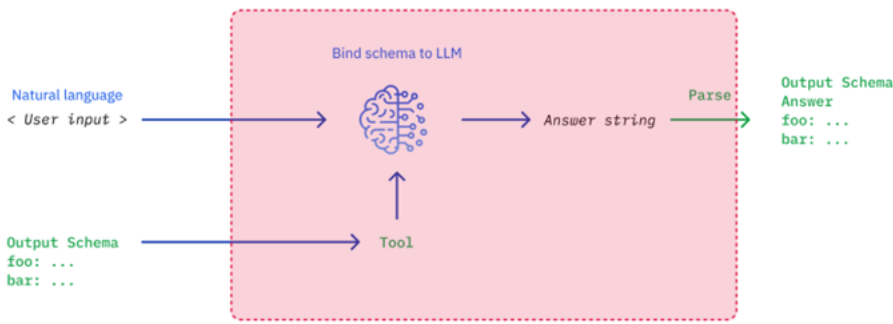 Bind schema to LLM
Natural language
< User input >
Answer string
Parse
Output Schema
Answer
foo: ...
bar: ...
Output Schema
foo: ...
bar: ...
Tool